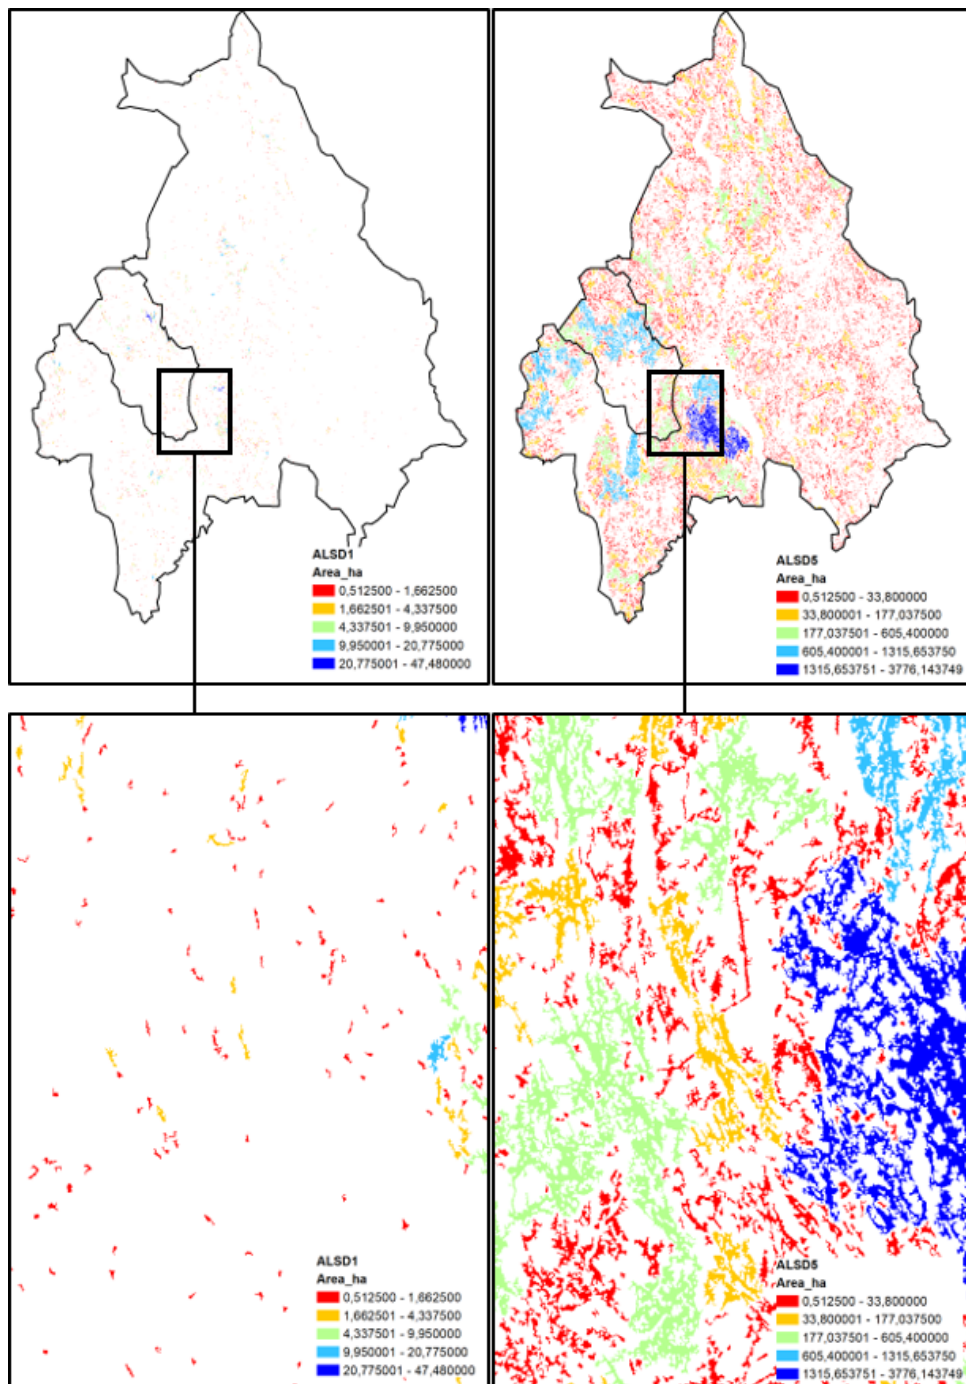 ALSD1
Area_ha
0,512500 - 1,662500
1,662501 - 4,337500
4,337501 - 9,950000
9,950001 - 20,775000
20,775001 - 47,480000
ALSD5
Area_ha
0,512500 - 33,800000
33,800001 - 177,037500
177,037501 - 605,400000
605,400001 - 1315,653750
1315,653751 - 3776,143749
ALSD1
Area_ha
0,512500 - 1,662500
1,662501 - 4,337500
4,337501 - 9,950000
9,950001 - 20,775000
20,775001 - 47,480000
ALSD5
Area_ha
0,512500 - 33,800000
33,800001 - 177,037500
177,037501 - 605,400000
605,400001 - 1315,653750
1315,653751 - 3776,143749